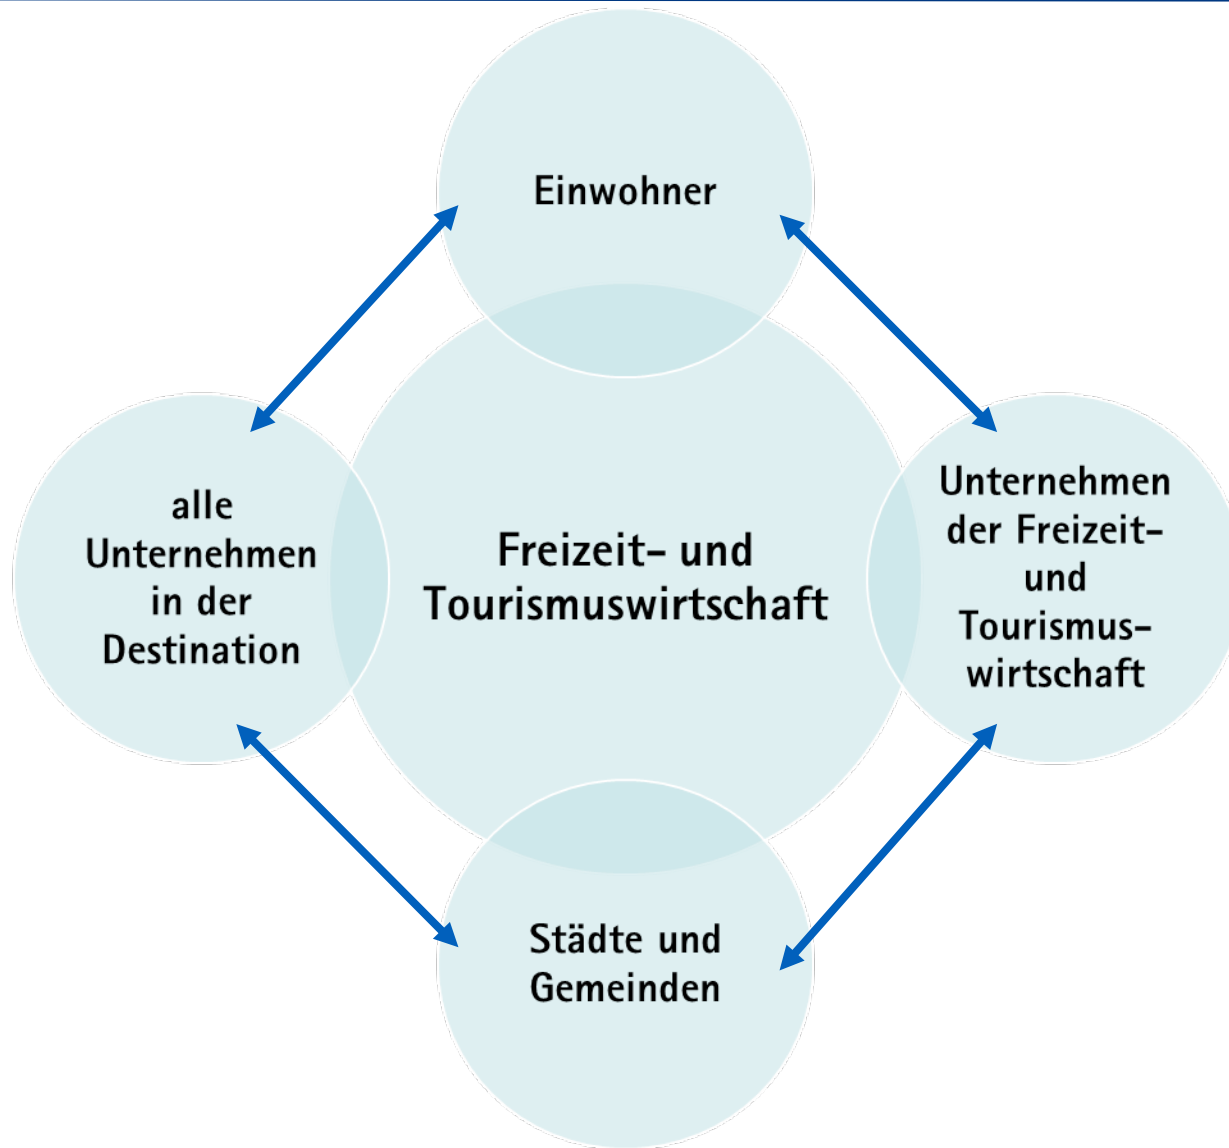 Einwohner
alle
Unternehmen
in der
Destination
Freizeit- und
Tourismuswirtschaft
Unternehmen
der Freizeit-
und
Tourismus-
wirtschaft
Städte und
Gemeinden